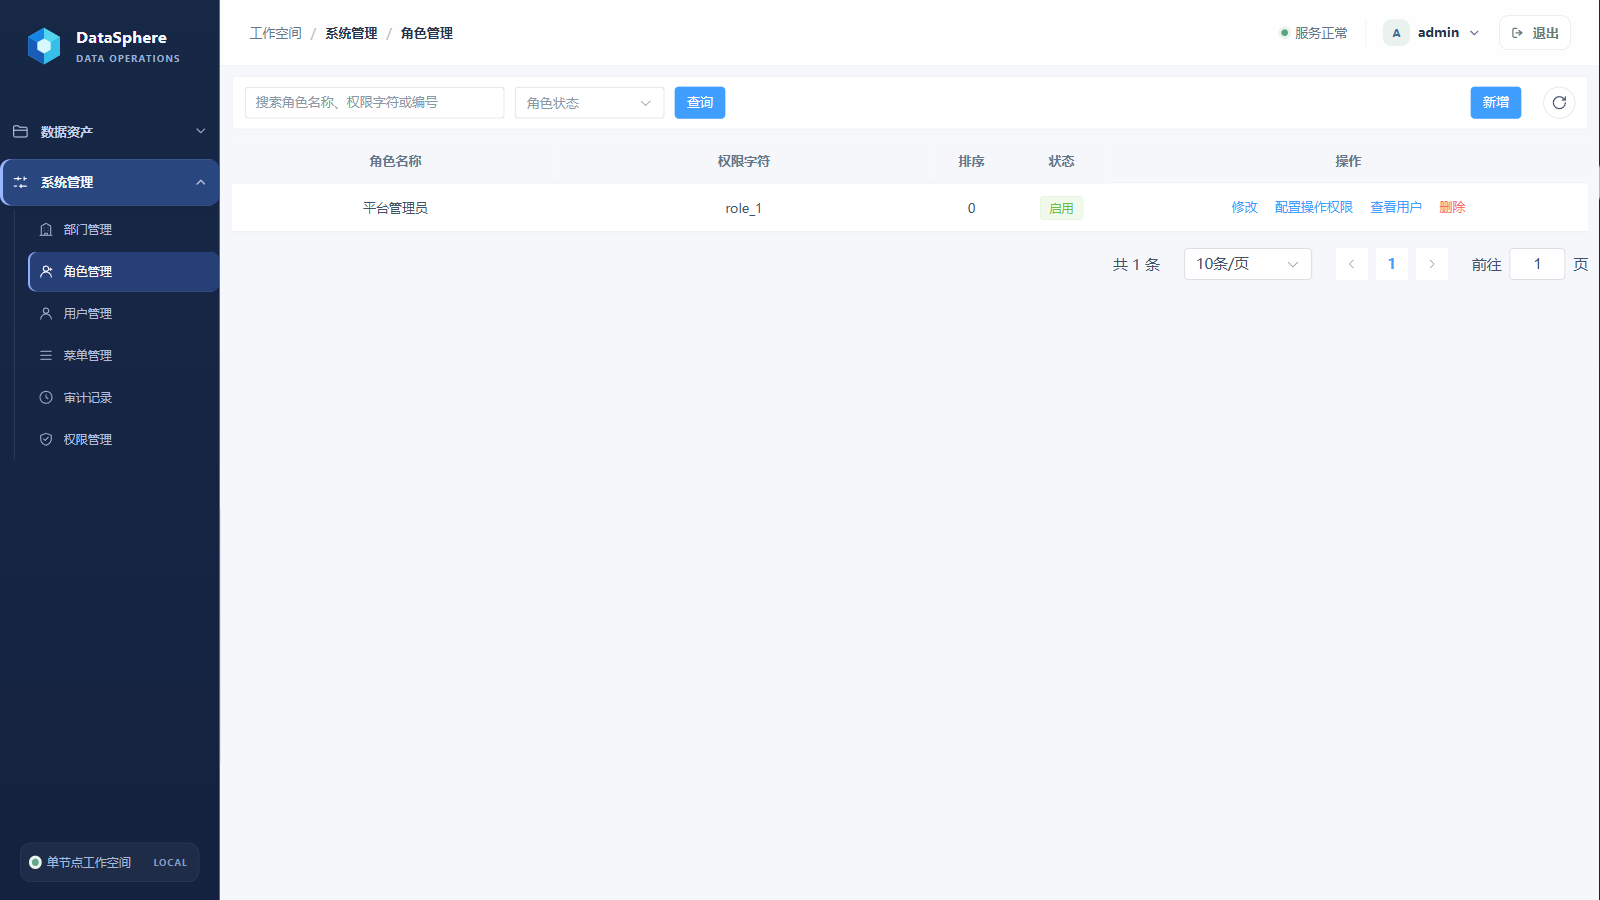 DataSphere
DATA OPERATIONS
数据资产
系统管理
部门管理
角色管理
用户管理
菜单管理
审计记录
权限管理
单节点工作空间 LOCAL
工作空间 / 系统管理 / 角色管理
服务正常 A admin 退出
搜索角色名称、权限字符或编号 角色状态 查询 新增
角色名称 权限字符 排序 状态 操作
平台管理员 role_1 0 启用 修改 配置操作权限 查看用户 删除
共 1 条 10条/页 1 前往 1 页